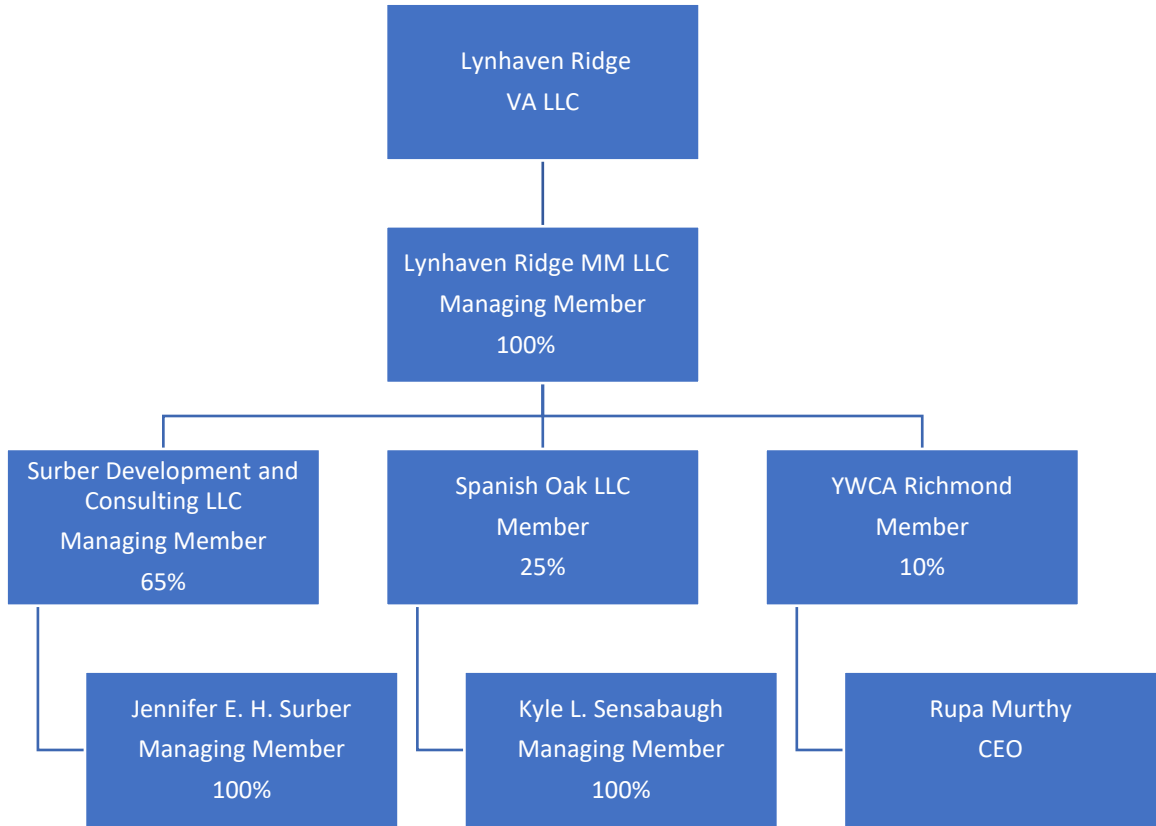 Lynhaven Ridge
VA LLC
Lynhaven Ridge MM LLC
Managing Member
100%
Surber Development and
Consulting LLC
Managing Member
65%
Spanish Oak LLC
Member
25%
YWCA Richmond
Member
10%
Jennifer E. H. Surber
Managing Member
100%
Kyle L. Sensabaugh
Managing Member
100%
Rupa Murthy
CEO